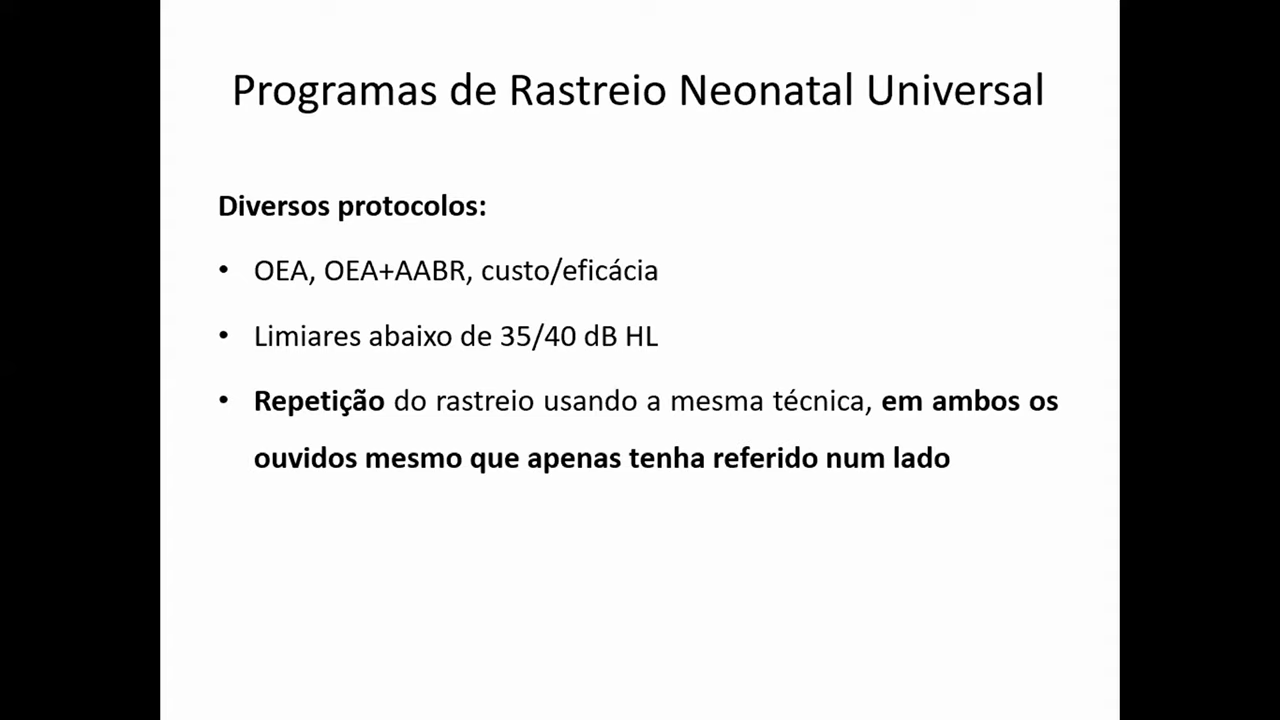 Programas de Rastreio Neonatal Universal
Diversos protocolos:
• OEA, OEA+AABR, custo/eficácia
• Limiares abaixo de 35/40 dB HL
• Repetição do rastreio usando a mesma técnica, em ambos os
ouvidos mesmo que apenas tenha referido num lado